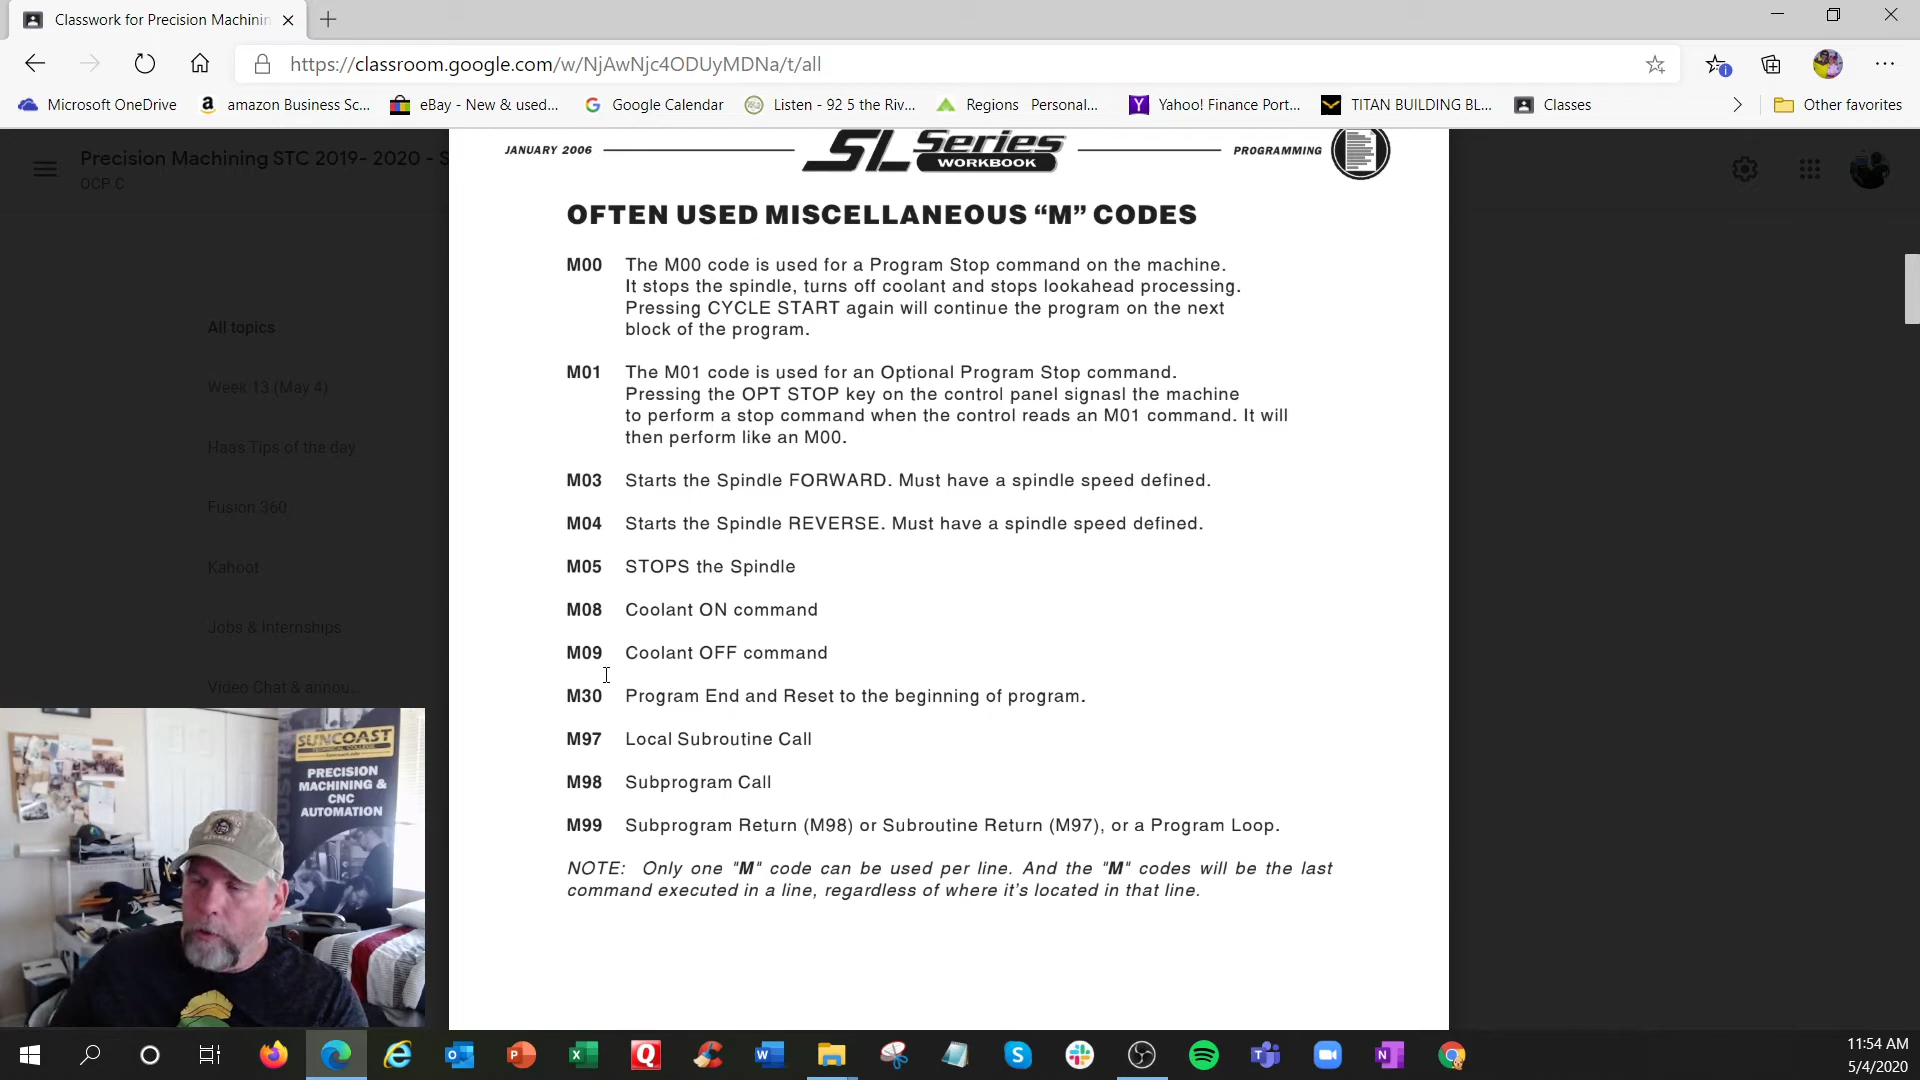 Classwork for Precision Machinin
https://classroom.google.com/w/NjAwNjc4ODUyMDNa/t/all
Microsoft OneDrive
amazon Business Sc...
eBay - New & used...
Google Calendar
Listen - 92 5 the Riv...
Regions Personal...
Yahoo! Finance Port...
TITAN BUILDING BL...
Classes
Other favorites
Precision Machining STC 2019- 2020 - S
OCP C
JANUARY 2006
SL Series
WORKBOOK
PROGRAMMING
All topics
Week 13 (May 4)
Haas Tips of the day
Fusion 360
Kahoot
Jobs & Internships
Video Chat & annou...
OFTEN USED MISCELLANEOUS “M” CODES
M00 The M00 code is used for a Program Stop command on the machine.
It stops the spindle, turns off coolant and stops lookahead processing.
Pressing CYCLE START again will continue the program on the next
block of the program.
M01 The M01 code is used for an Optional Program Stop command.
Pressing the OPT STOP key on the control panel signasl the machine
to perform a stop command when the control reads an M01 command. It will
then perform like an M00.
M03 Starts the Spindle FORWARD. Must have a spindle speed defined.
M04 Starts the Spindle REVERSE. Must have a spindle speed defined.
M05 STOPS the Spindle
M08 Coolant ON command
M09 Coolant OFF command
M30 Program End and Reset to the beginning of program.
M97 Local Subroutine Call
M98 Subprogram Call
M99 Subprogram Return (M98) or Subroutine Return (M97), or a Program Loop.
NOTE: Only one "M" code can be used per line. And the "M" codes will be the last
command executed in a line, regardless of where it's located in that line.
SUNCOAST
PRECISION
MACHINING &
CNC
AUTOMATION
11:54 AM
5/4/2020